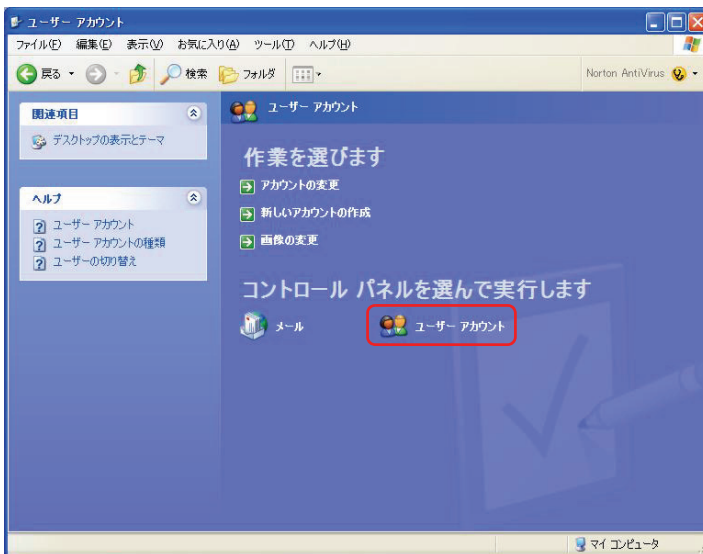 ユーザー アカウント
ファイル(F) 編集(E) 表示(V) お気に入り(A) ツール(T) ヘルプ(H)
戻る 検索 フォルダ Norton AntiVirus
関連項目
デスクトップの表示とテーマ
ヘルプ
ユーザー アカウント
ユーザー アカウントの種類
ユーザーの切り替え
ユーザー アカウント
作業を選びます
アカウントの変更
新しいアカウントの作成
画像の変更
コントロール パネルを選んで実行します
メール ユーザー アカウント
マイ コンピュータ